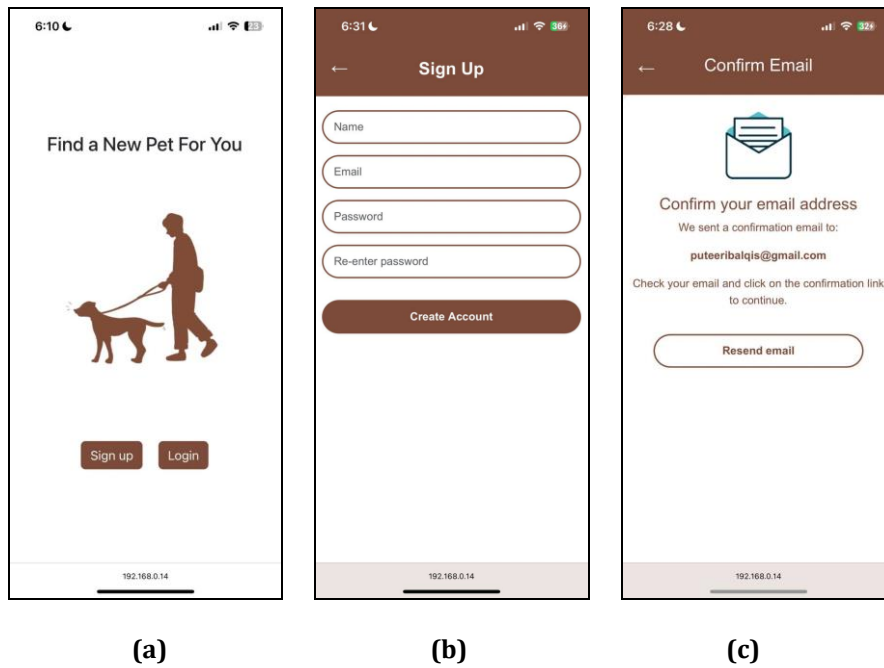 6:10
23
Find a New Pet For You
Sign up
Login
192.168.0.14
(a)
6:31
36
← Sign Up
Name
Email
Password
Re-enter password
Create Account
192.168.0.14
(b)
6:28
32
← Confirm Email
Confirm your email address
We sent a confirmation email to:
puteeribalqis@gmail.com
Check your email and click on the confirmation link
to continue.
Resend email
192.168.0.14
(c)